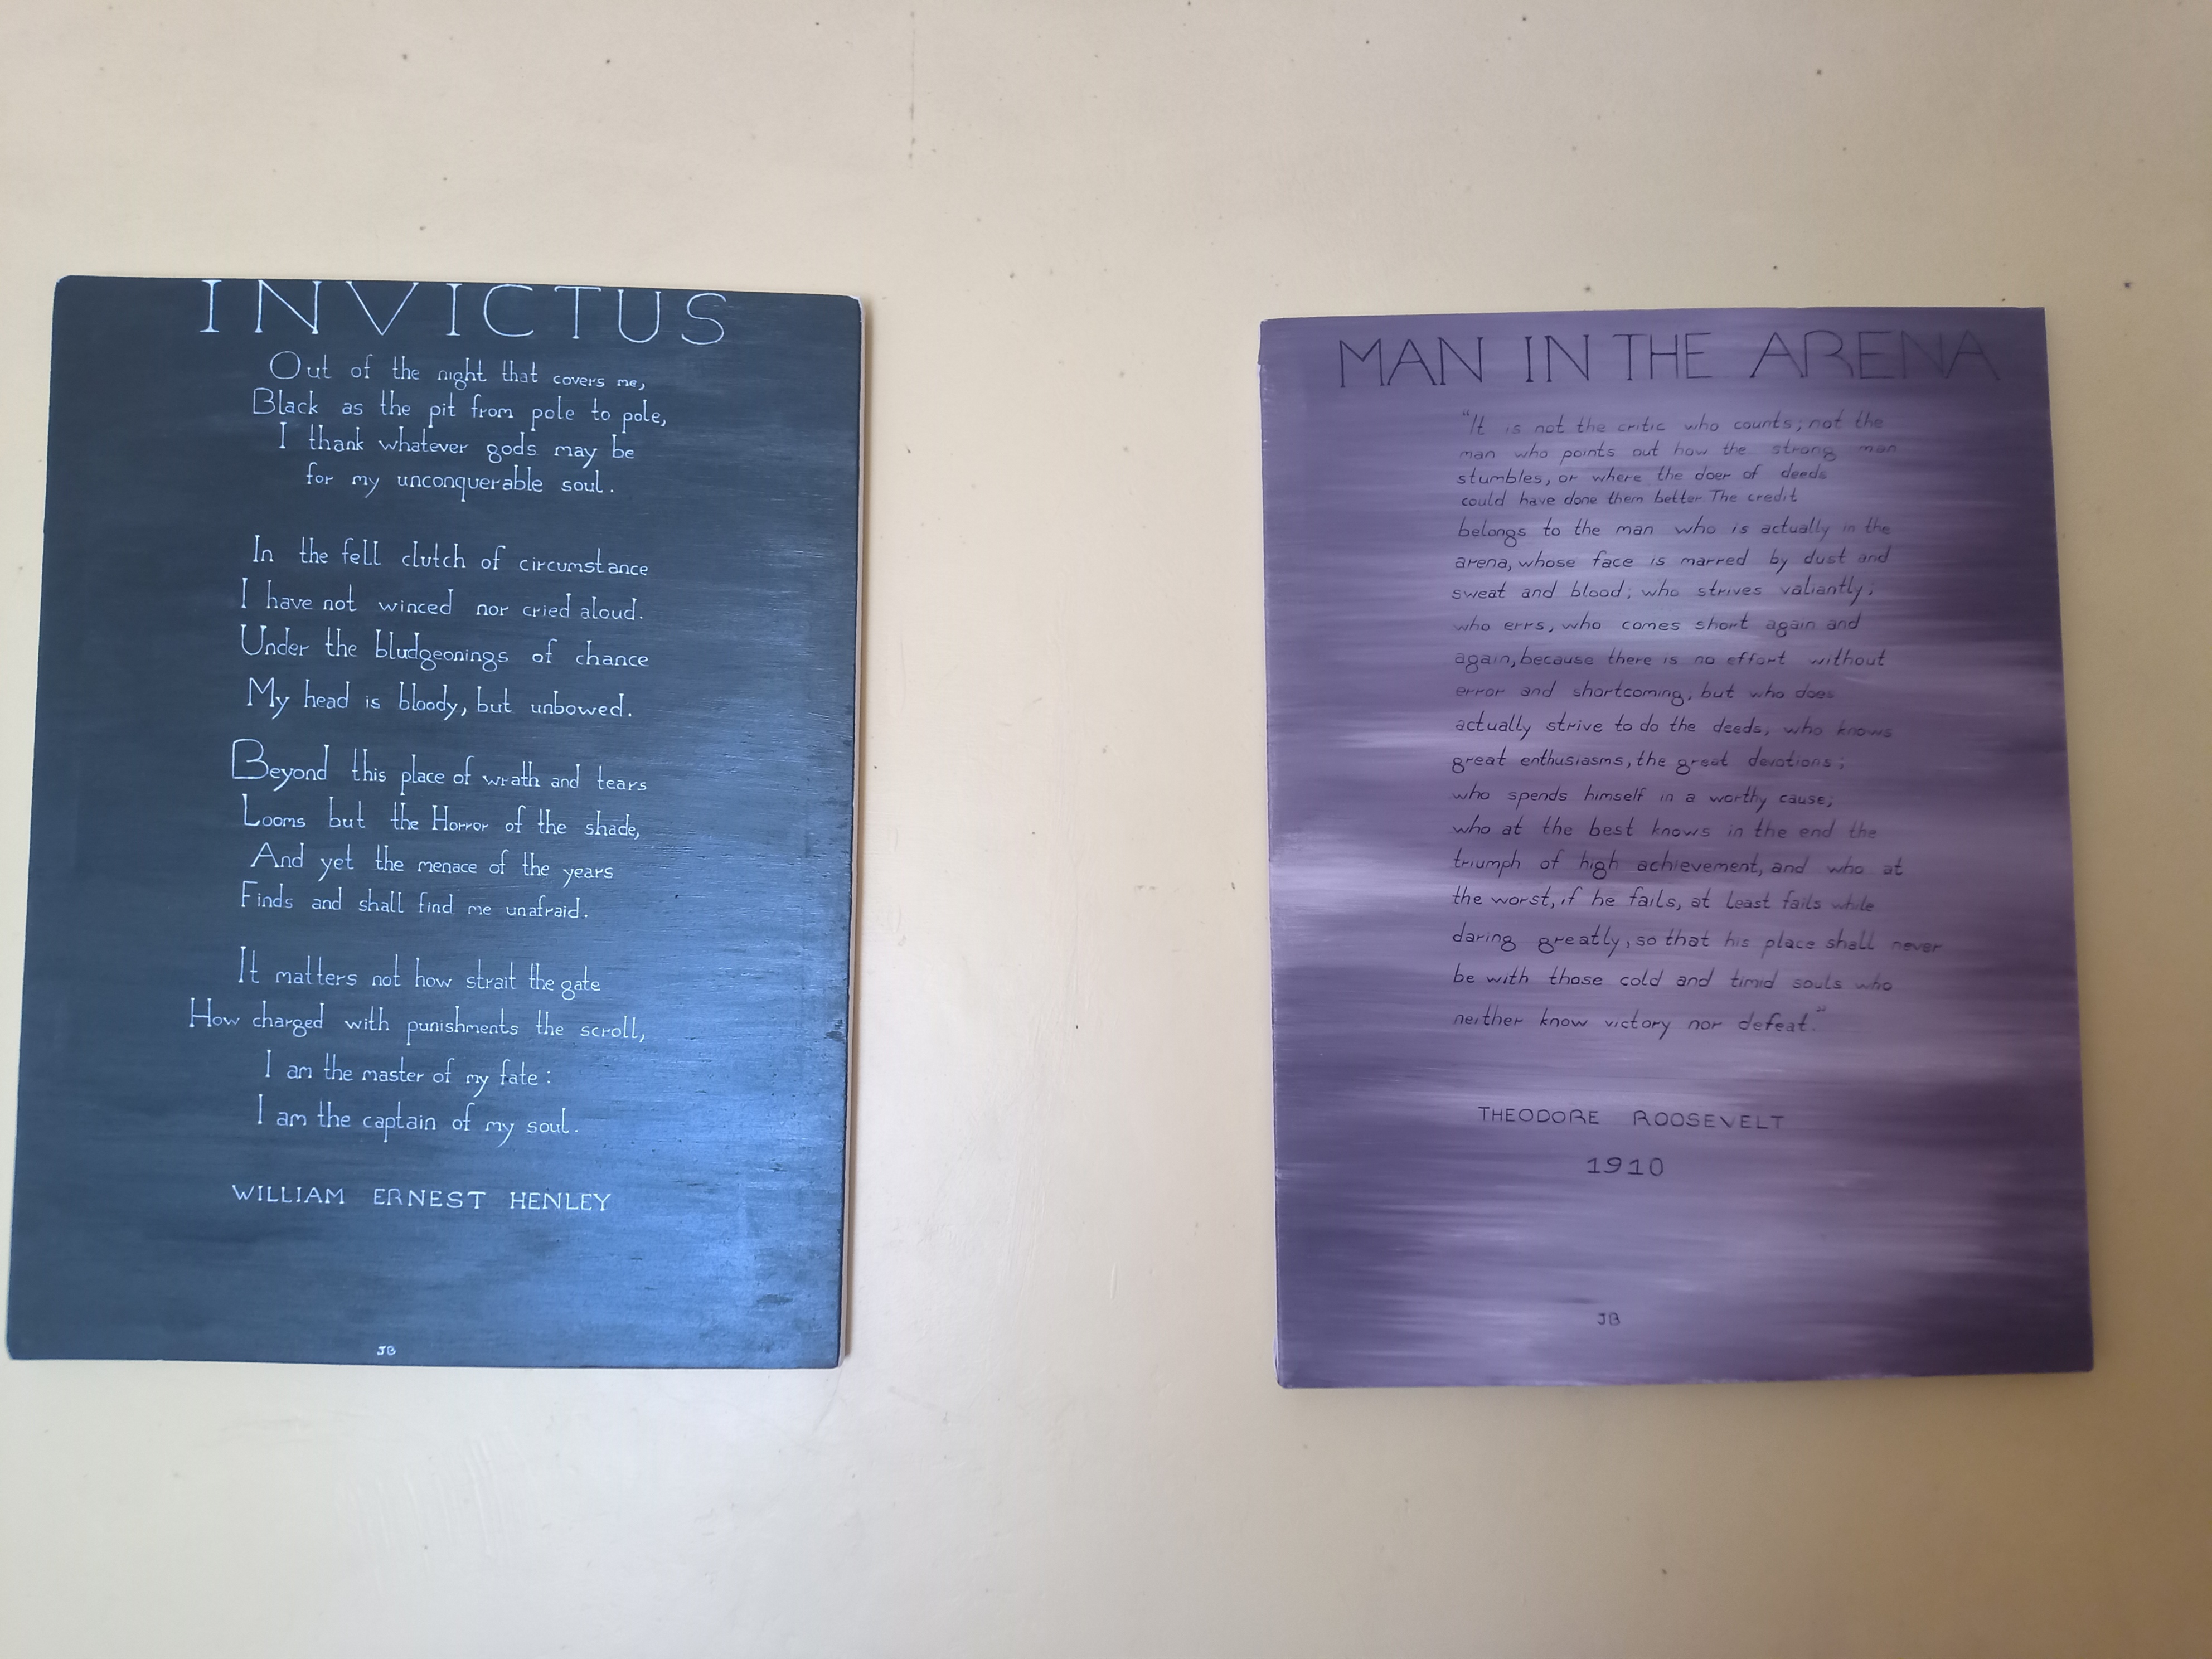 INVICTUS
Out of the night that covers me,
Black as the pit from pole to pole,
I thank whatever gods may be
for my unconquerable soul.
In the fell clutch of circumstance
I have not winced nor cried aloud.
Under the bludgeonings of chance
My head is bloody, but unbowed.
Beyond this place of wrath and tears
Looms but the Horror of the shade,
And yet the menace of the years
Finds and shall find me unafraid.
It matters not how strait the gate
How charged with punishments the scroll,
I am the master of my fate:
I am the captain of my soul.
WILLIAM ERNEST HENLEY
JB
MAN IN THE ARENA
"It is not the critic who counts; not the
man who points out how the strong man
stumbles, or where the doer of deeds
could have done them better. The credit
belongs to the man who is actually in the
arena, whose face is marred by dust and
sweat and blood; who strives valiantly;
who errs, who comes short again and
again, because there is no effort without
error and shortcoming; but who does
actually strive to do the deeds; who knows
great enthusiasms, the great devotions;
who spends himself in a worthy cause;
who at the best knows in the end the
triumph of high achievement, and who at
the worst, if he fails, at least fails while
daring greatly, so that his place shall never
be with those cold and timid souls who
neither know victory nor defeat."
THEODORE ROOSEVELT
1910
JB